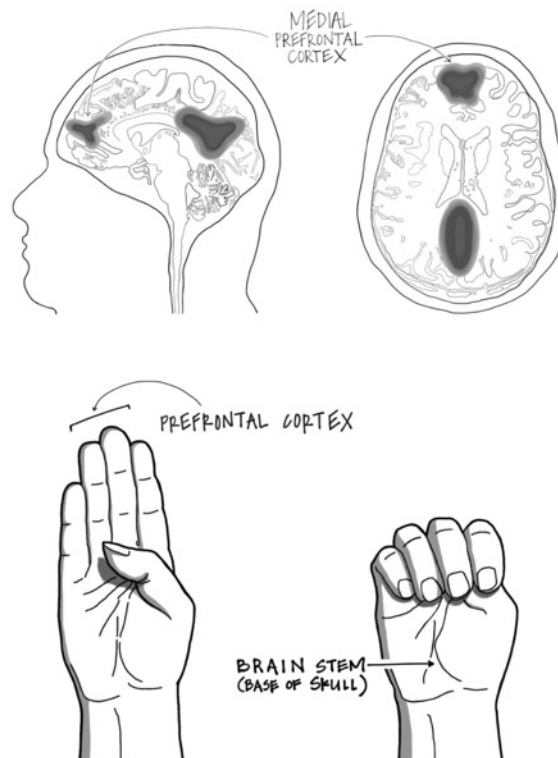 MEDIAL
PREFRONTAL
CORTEX
PREFRONTAL CORTEX
BRAIN STEM
(BASE OF SKULL)